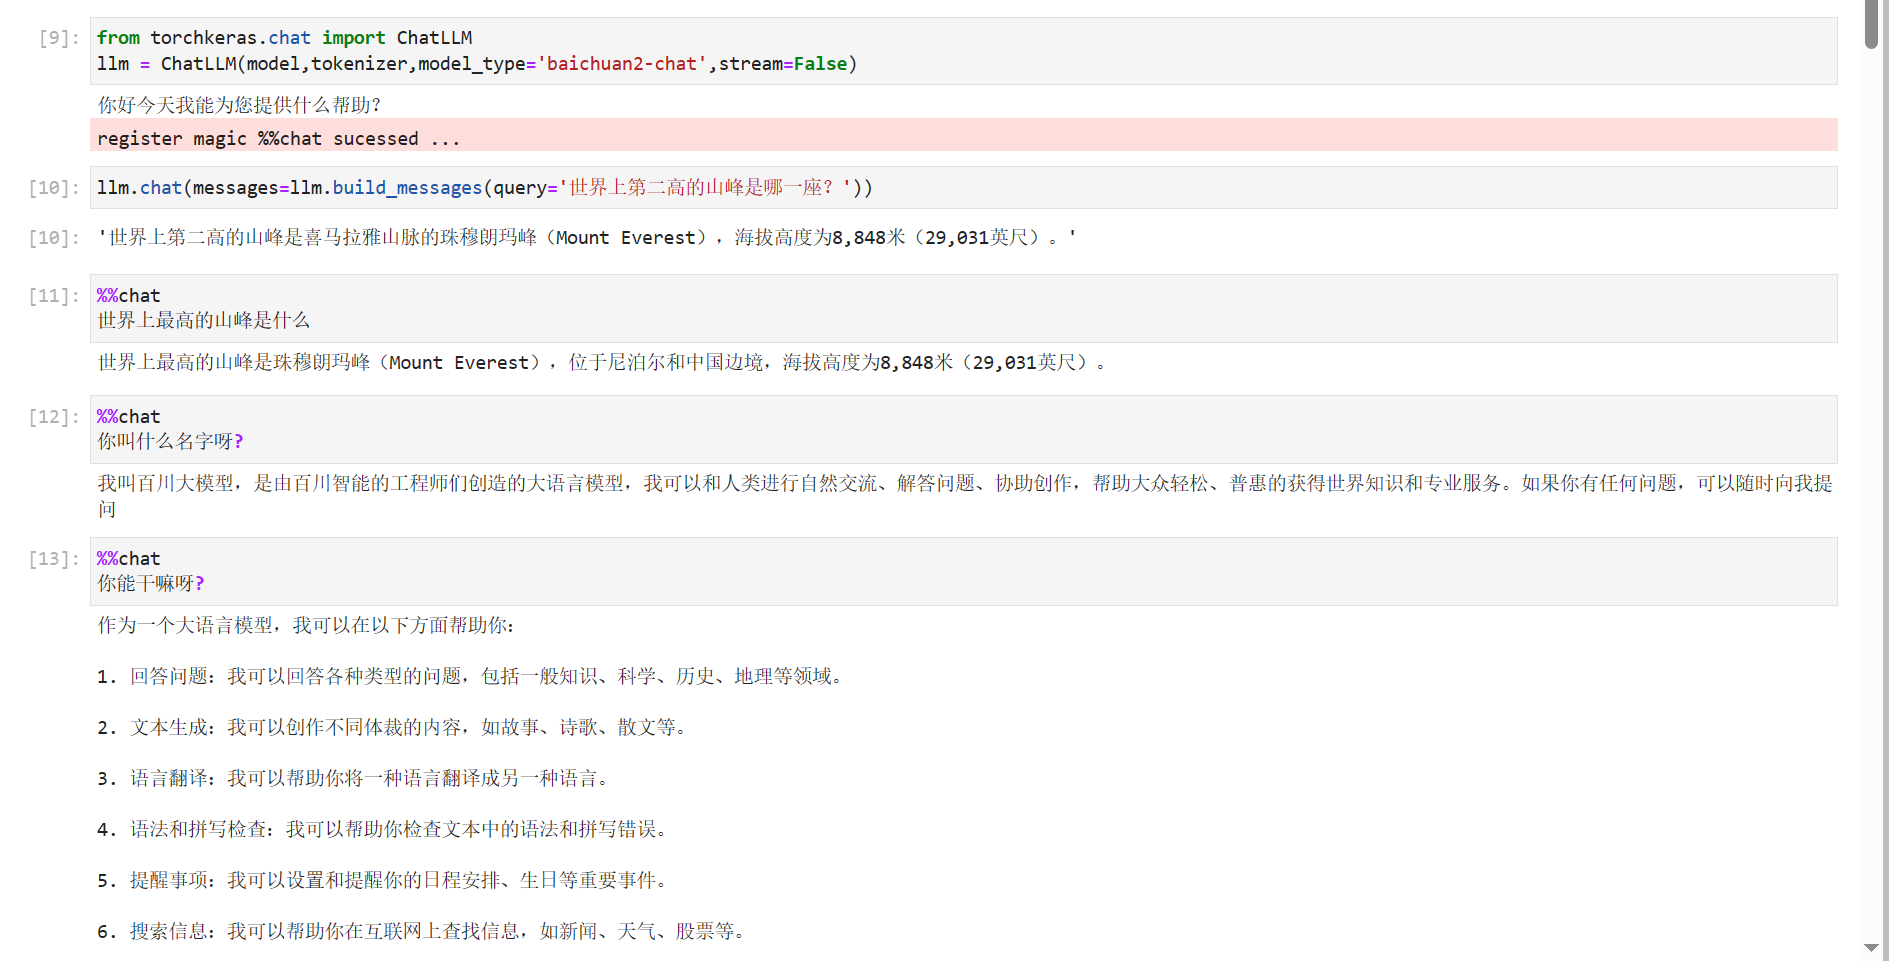 [9]: from torchkeras.chat import ChatLLM
llm = ChatLLM(model,tokenizer,model_type='baichuan2-chat',stream=False)
你好今天我能为您提供什么帮助?
register magic %%chat sucessed ...
[10]: llm.chat(messages=llm.build_messages(query='世界上第二高的山峰是哪一座? '))
[10]: '世界上第二高的山峰是喜马拉雅山脉的珠穆朗玛峰（Mount Everest），海拔高度为8,848米（29,031英尺）。'
[11]: %%chat
世界上最高的山峰是什么
世界上最高的山峰是珠穆朗玛峰（Mount Everest），位于尼泊尔和中国边境，海拔高度为8,848米（29,031英尺）。
[12]: %%chat
你叫什么名字呀?
我叫百川大模型，是由百川智能的工程师们创造的大语言模型，我可以和人类进行自然交流、解答问题、协助创作，帮助大众轻松、普惠的获得世界知识和专业服务。如果你有任何问题，可以随时向我提
问
[13]: %%chat
你能干嘛呀?
作为一个大语言模型，我可以在以下方面帮助你：
1. 回答问题：我可以回答各种类型的问题，包括一般知识、科学、历史、地理等领域。
2. 文本生成：我可以创作不同体裁的内容，如故事、诗歌、散文等。
3. 语言翻译：我可以帮助你将一种语言翻译成另一种语言。
4. 语法和拼写检查：我可以帮助你检查文本中的语法和拼写错误。
5. 提醒事项：我可以设置和提醒你的日程安排、生日等重要事件。
6. 搜索信息：我可以帮助你在互联网上查找信息，如新闻、天气、股票等。